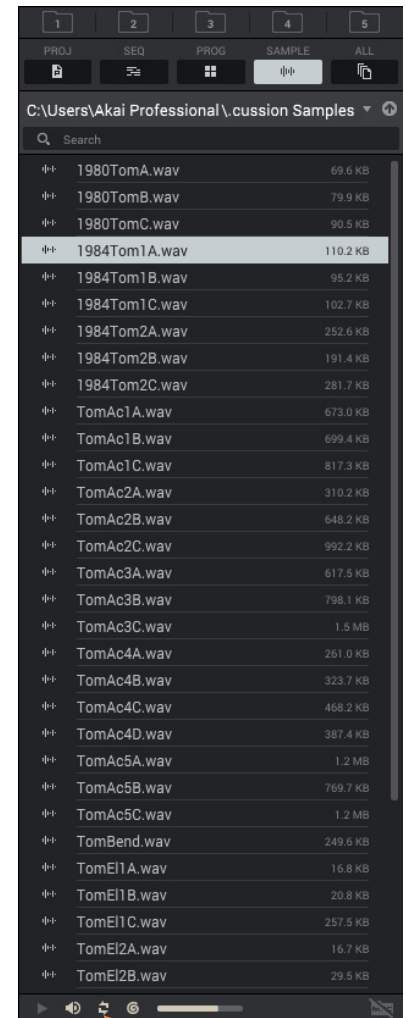 1 2 3 4 5
PROJ SEQ PROG SAMPLE ALL
C:\Users\Akai Professional\.cussion Samples
Search
1980TomA.wav 69.6 KB
1980TomB.wav 79.9 KB
1980TomC.wav 90.5 KB
1984Tom1A.wav 110.2 KB
1984Tom1B.wav 95.2 KB
1984Tom1C.wav 102.7 KB
1984Tom2A.wav 252.6 KB
1984Tom2B.wav 191.4 KB
1984Tom2C.wav 281.7 KB
TomAc1A.wav 673.0 KB
TomAc1B.wav 699.4 KB
TomAc1C.wav 817.3 KB
TomAc2A.wav 310.2 KB
TomAc2B.wav 648.2 KB
TomAc2C.wav 992.2 KB
TomAc3A.wav 617.5 KB
TomAc3B.wav 798.1 KB
TomAc3C.wav 1.5 MB
TomAc4A.wav 261.0 KB
TomAc4B.wav 323.7 KB
TomAc4C.wav 468.2 KB
TomAc4D.wav 387.4 KB
TomAc5A.wav 1.2 MB
TomAc5B.wav 769.7 KB
TomAc5C.wav 1.2 MB
TomBend.wav 249.6 KB
TomEl1A.wav 16.8 KB
TomEl1B.wav 20.8 KB
TomEl1C.wav 257.5 KB
TomEl2A.wav 16.7 KB
TomEl2B.wav 29.5 KB